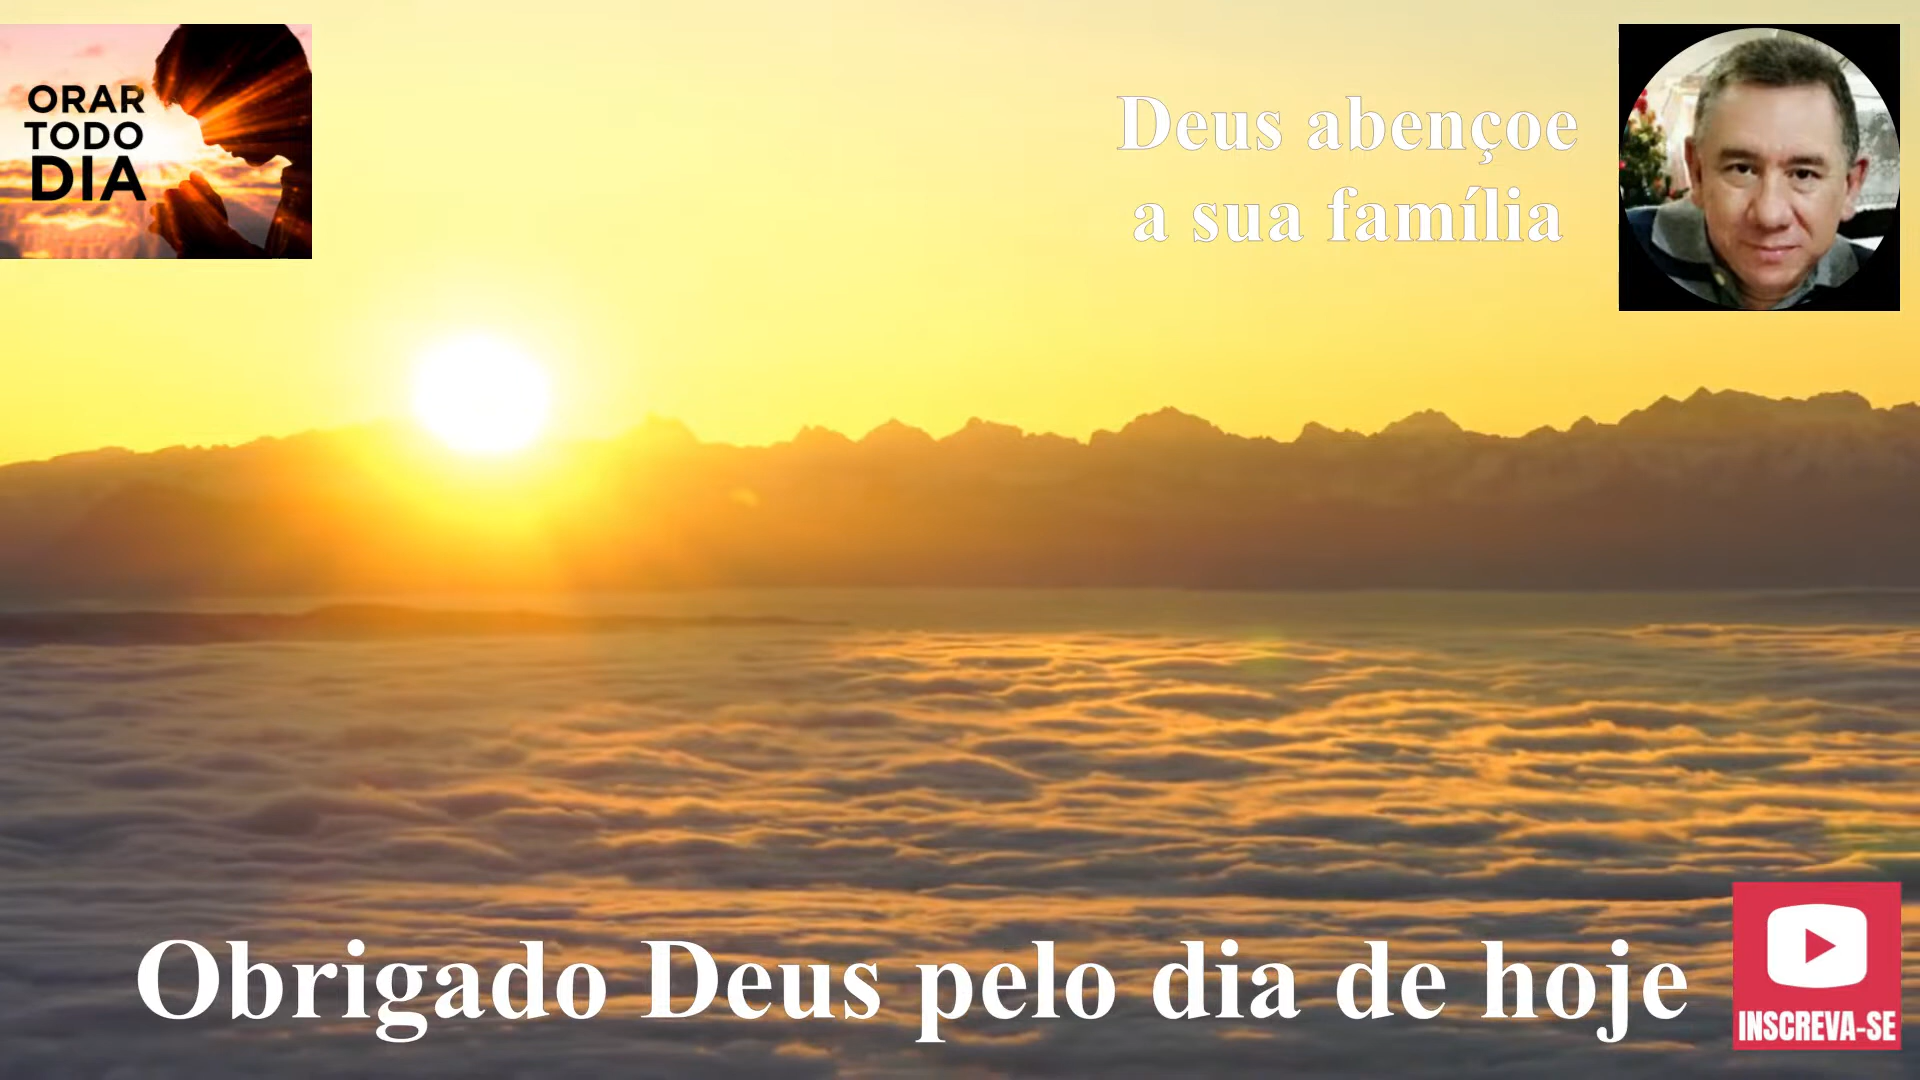 ORAR
TODO
DIA
Deus abençoe
a sua família
Obrigado Deus pelo dia de hoje
INSCREVA-SE